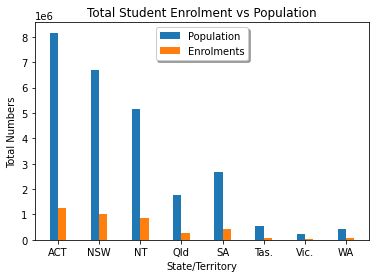 Total Student Enrolment vs Population
1e6
Population
Enrolments
8
7
6
5
4
3
2
1
0
Total Numbers
ACT NSW NT Qld SA Tas. Vic. WA
State/Territory